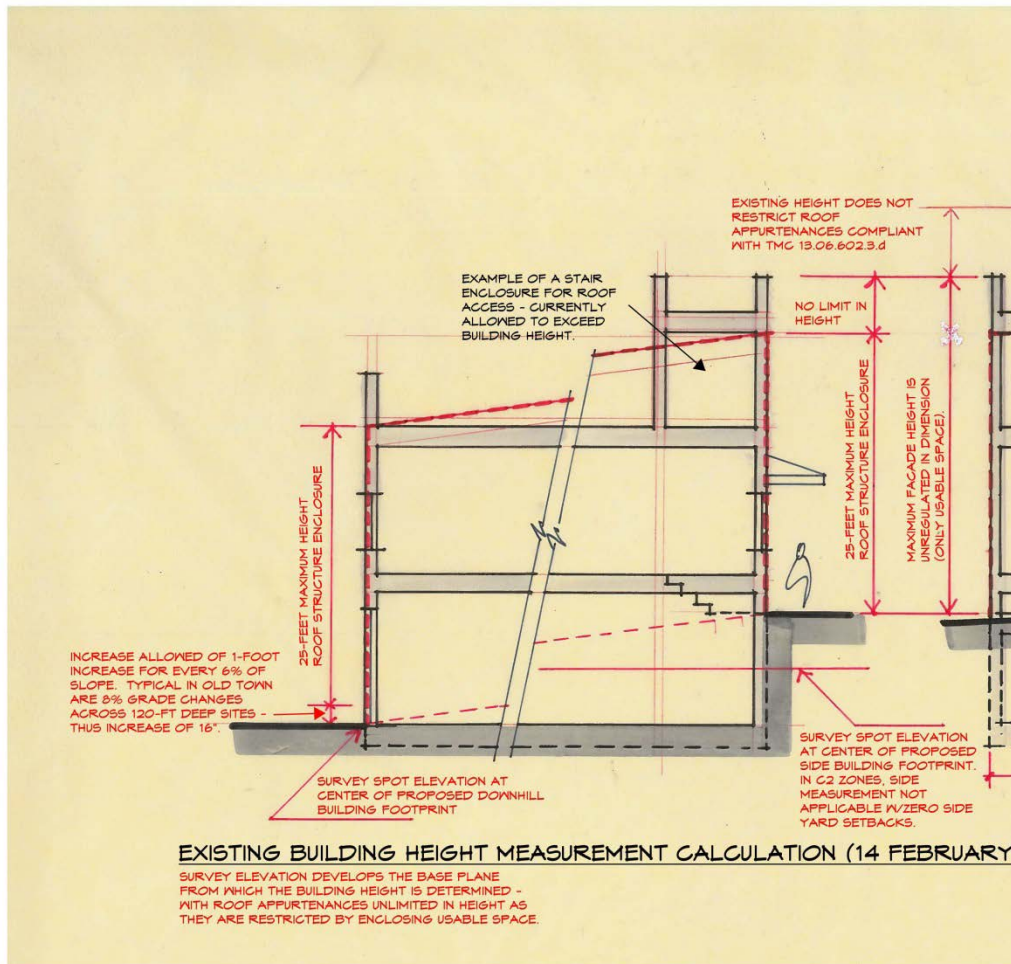 EXISTING HEIGHT DOES NOT
RESTRICT ROOF
APPURTENANCES COMPLIANT
WITH TMC 13.06.602.3.d
EXAMPLE OF A STAIR
ENCLOSURE FOR ROOF
ACCESS - CURRENTLY
ALLOWED TO EXCEED
BUILDING HEIGHT.
NO LIMIT IN
HEIGHT
25-FEET MAXIMUM HEIGHT
ROOF STRUCTURE ENCLOSURE
25-FEET MAXIMUM HEIGHT
ROOF STRUCTURE ENCLOSURE
MAXIMUM FACADE HEIGHT IS
UNREGULATED IN DIMENSION
(ONLY USABLE SPACE).
INCREASE ALLOWED OF 1-FOOT
INCREASE FOR EVERY 6% OF
SLOPE. TYPICAL IN OLD TOWN
ARE 8% GRADE CHANGES
ACROSS 120-FT DEEP SITES -
THUS INCREASE OF 16".
SURVEY SPOT ELEVATION AT
CENTER OF PROPOSED DOWNHILL
BUILDING FOOTPRINT
SURVEY SPOT ELEVATION
AT CENTER OF PROPOSED
SIDE BUILDING FOOTPRINT.
IN C2 ZONES, SIDE
MEASUREMENT NOT
APPLICABLE W/ZERO SIDE
YARD SETBACKS.
EXISTING BUILDING HEIGHT MEASUREMENT CALCULATION (14 FEBRUARY
SURVEY ELEVATION DEVELOPS THE BASE PLANE
FROM WHICH THE BUILDING HEIGHT IS DETERMINED -
WITH ROOF APPURTENANCES UNLIMITED IN HEIGHT AS
THEY ARE RESTRICTED BY ENCLOSING USABLE SPACE.